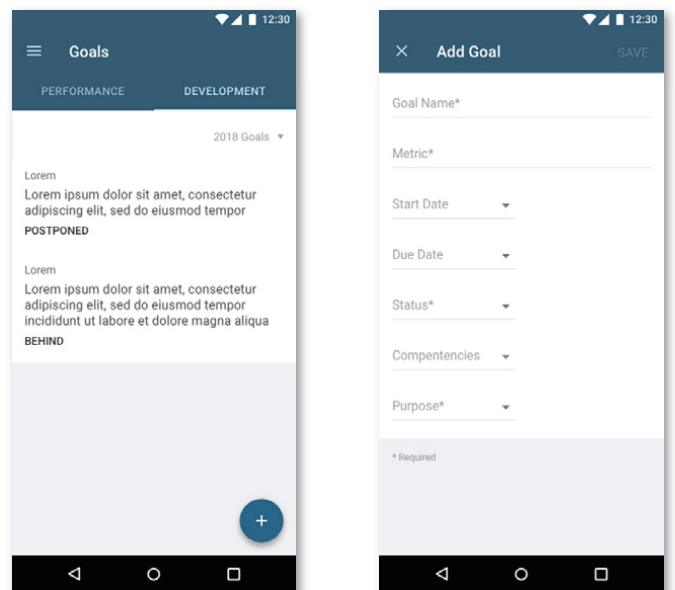 12:30
Goals
PERFORMANCE DEVELOPMENT
2018 Goals
Lorem
Lorem ipsum dolor sit amet, consectetur
adipiscing elit, sed do eiusmod tempor
POSTPONED
Lorem
Lorem ipsum dolor sit amet, consectetur
adipiscing elit, sed do eiusmod tempor
incididunt ut labore et dolore magna aliqua
BEHIND
+
12:30
Add Goal SAVE
Goal Name*
Metric*
Start Date
Due Date
Status*
Compentencies
Purpose*
* Required